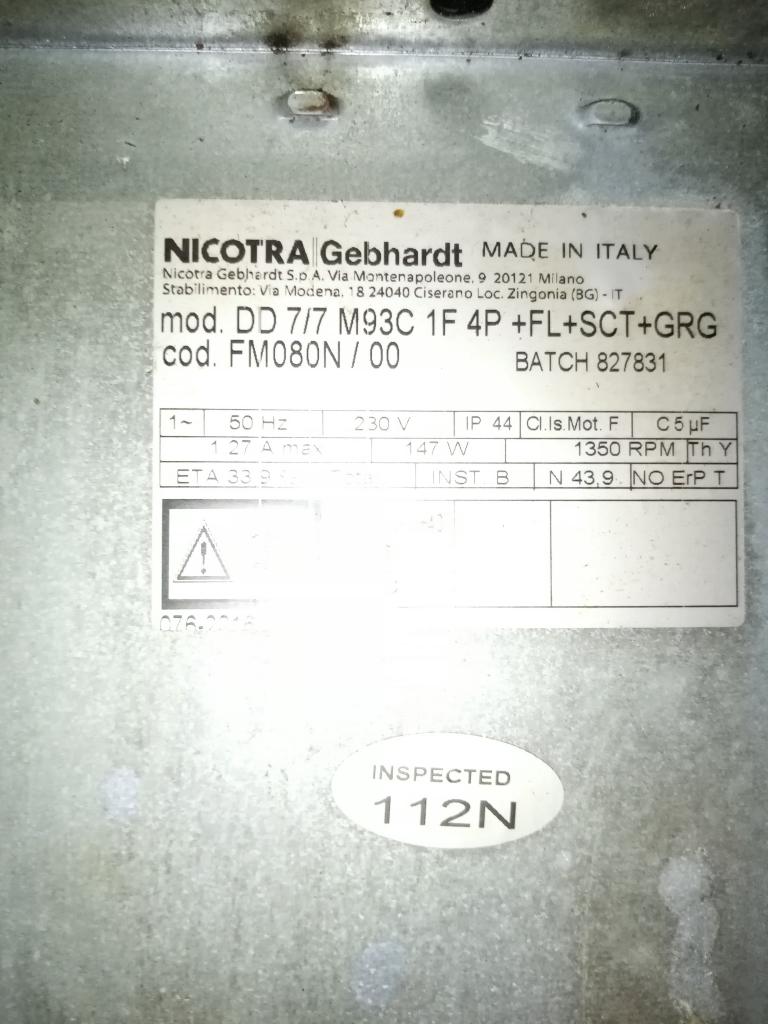 NICOTRA Gebhardt MADE IN ITALY
Nicotra Gebhardt S.p.A. Via Montenapoleone, 9 20121 Milano
Stabilimento: Via Modena, 18 24040 Ciserano Loc. Zingonia (BG) - IT
mod. DD 7/7 M93C 1F 4P +FL+SCT+GRG
cod. FM080N / 00 BATCH 827831
1~ 50 Hz 230 V IP 44 Cl.Is.Mot. F C 5 µF
1.27 A max 147 W 1350 RPM Th Y
ETA 33,9 INST. B N 43,9 NO ErP T
INSPECTED
112N